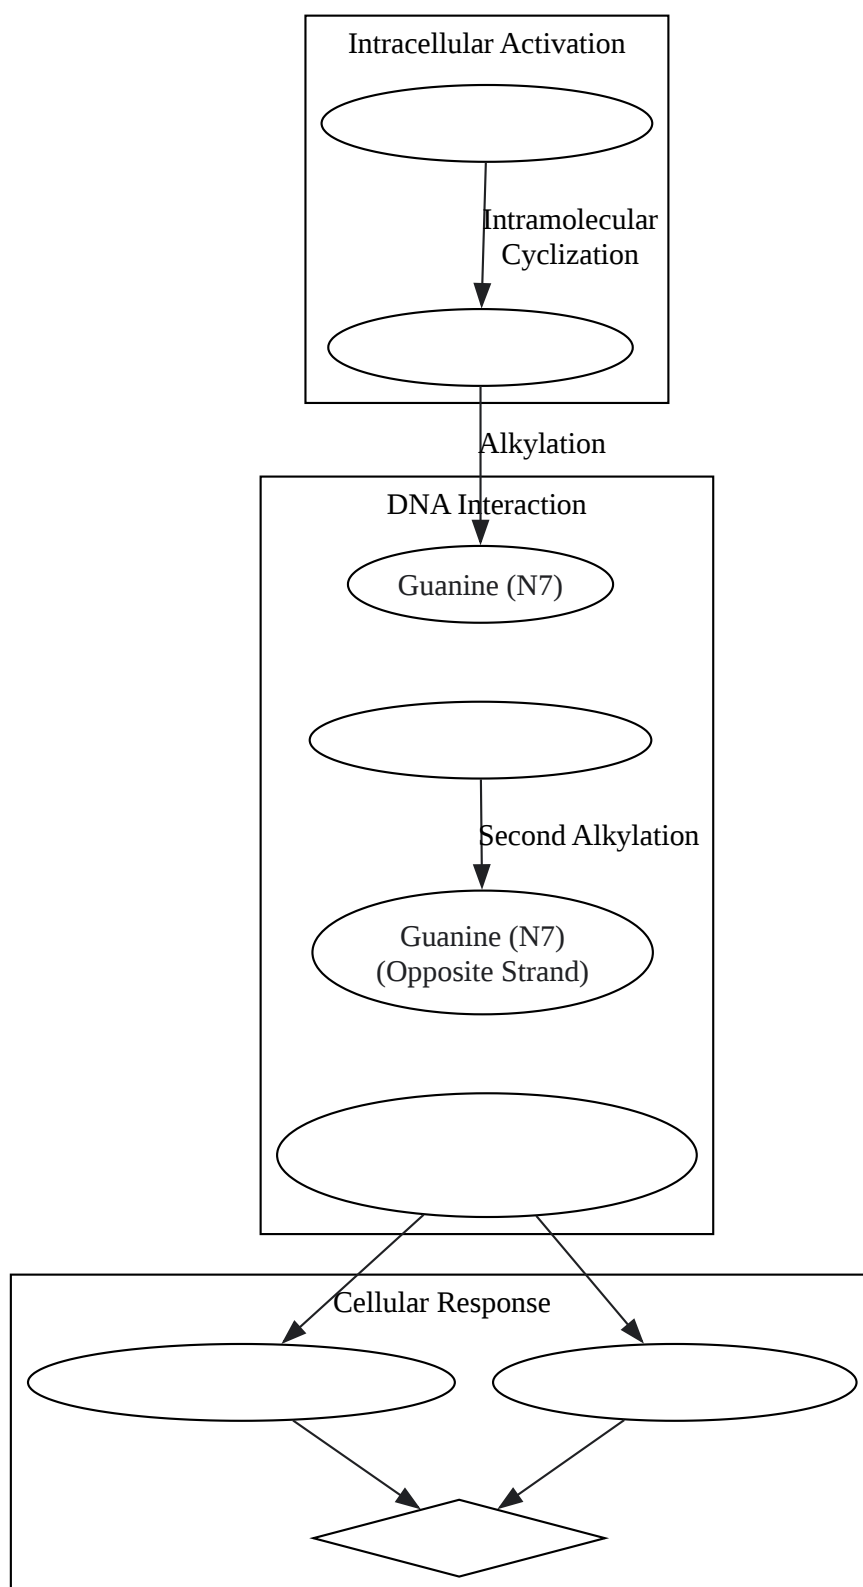 Intracellular Activation
Intramolecular
Cyclization
Alkylation
DNA Interaction
Guanine (N7)
Second Alkylation
Guanine (N7)
(Opposite Strand)
Cellular Response